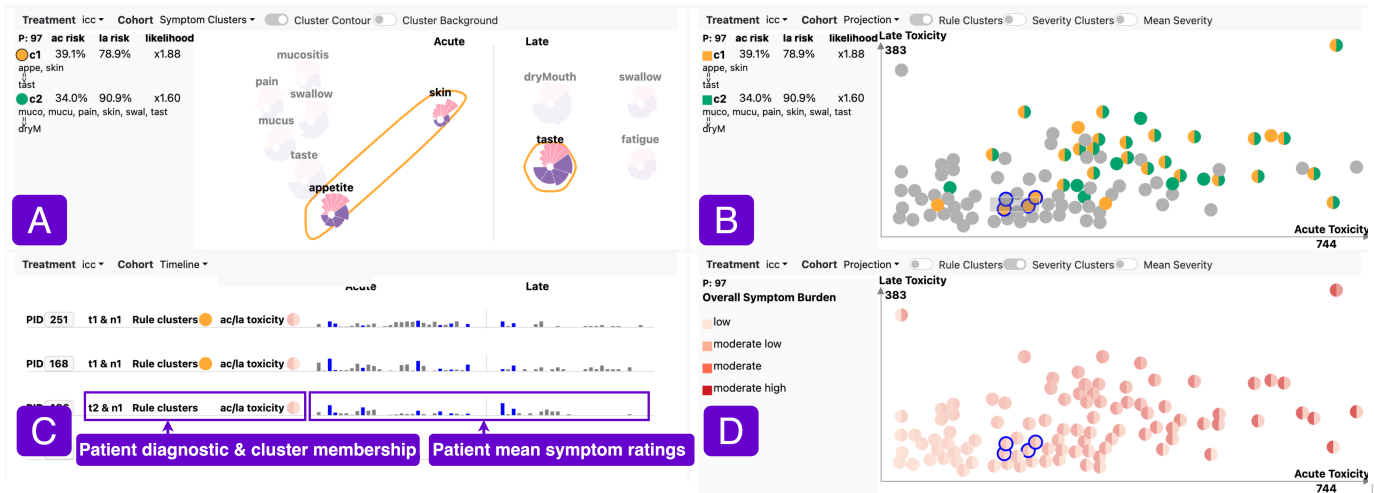 Treatment icc Cohort Symptom Clusters Cluster Contour Cluster Background
P: 97 ac risk la risk likelihood
c1 39.1% 78.9% x1.88
appe, skin
=>
tast
c2 34.0% 90.9% x1.60
muco, mucu, pain, skin, swal, tast
=>
dryM
Acute Late
mucositis
pain
swallow
mucus
taste
skin
appetite
dryMouth
swallow
taste
fatigue
A
Treatment icc Cohort Projection Rule Clusters Severity Clusters Mean Severity
P: 97 ac risk la risk likelihood
c1 39.1% 78.9% x1.88
appe, skin
=>
tast
c2 34.0% 90.9% x1.60
muco, mucu, pain, skin, swal, tast
=>
dryM
Late Toxicity
383
Acute Toxicity
744
B
Treatment icc Cohort Timeline
Acute Late
PID 251 t1 & n1 Rule clusters ac/la toxicity
PID 168 t1 & n1 Rule clusters ac/la toxicity
t2 & n1 Rule clusters ac/la toxicity
C
Patient diagnostic & cluster membership
Patient mean symptom ratings
Treatment icc Cohort Projection Rule Clusters Severity Clusters Mean Severity
P: 97
Overall Symptom Burden
low
moderate low
moderate
moderate high
Late Toxicity
383
Acute Toxicity
744
D